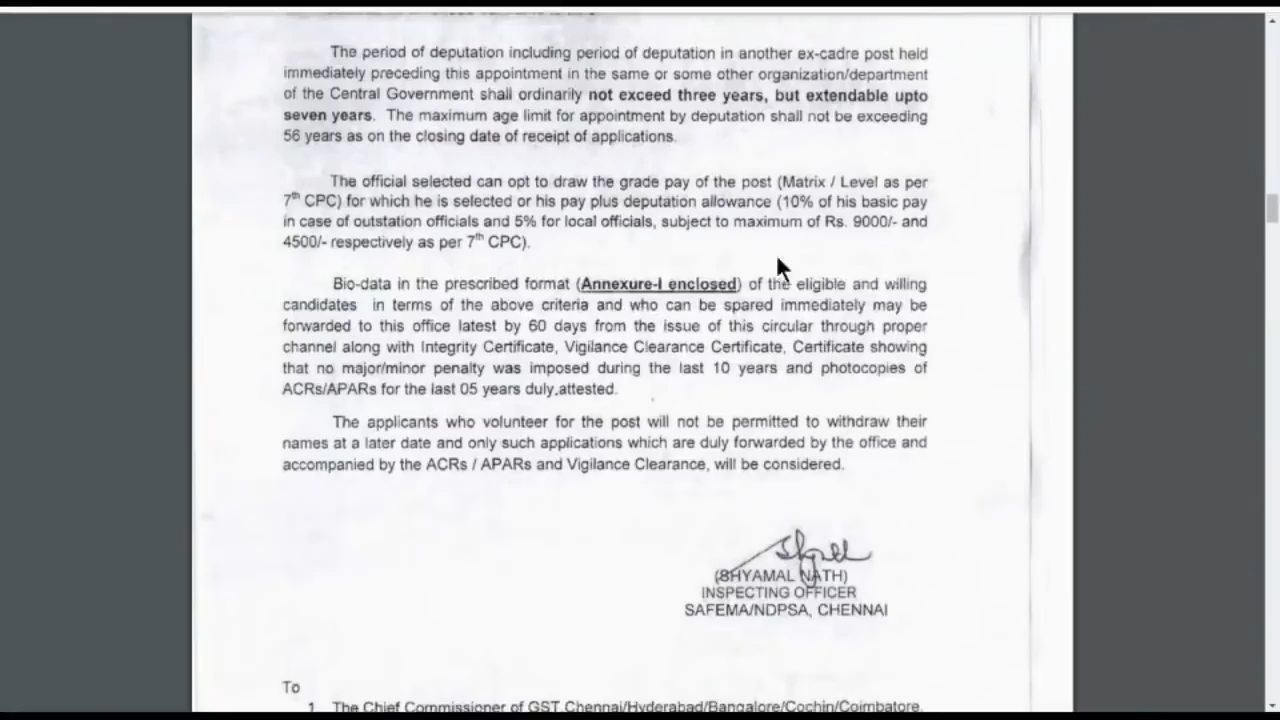 The period of deputation including period of deputation in another ex-cadre post held
immediately preceding this appointment in the same or some other organization/department
of the Central Government shall ordinarily not exceed three years, but extendable upto
seven years. The maximum age limit for appointment by deputation shall not be exceeding
56 years as on the closing date of receipt of applications.
The official selected can opt to draw the grade pay of the post (Matrix / Level as per
7th CPC) for which he is selected or his pay plus deputation allowance (10% of his basic pay
in case of outstation officials and 5% for local officials, subject to maximum of Rs. 9000/- and
4500/- respectively as per 7th CPC).
Bio-data in the prescribed format (Annexure-I enclosed) of the eligible and willing
candidates in terms of the above criteria and who can be spared immediately may be
forwarded to this office latest by 60 days from the issue of this circular through proper
channel along with Integrity Certificate, Vigilance Clearance Certificate, Certificate showing
that no major/minor penalty was imposed during the last 10 years and photocopies of
ACRs/APARs for the last 05 years duly attested.
The applicants who volunteer for the post will not be permitted to withdraw their
names at a later date and only such applications which are duly forwarded by the office and
accompanied by the ACRs / APARs and Vigilance Clearance, will be considered.
(SHYAMAL NATH)
INSPECTING OFFICER
SAFEMA/NDPSA, CHENNAI
To
1 The Chief Commissioner of GST Chennai/Hyderabad/Bangalore/Cochin/Coimbatore.